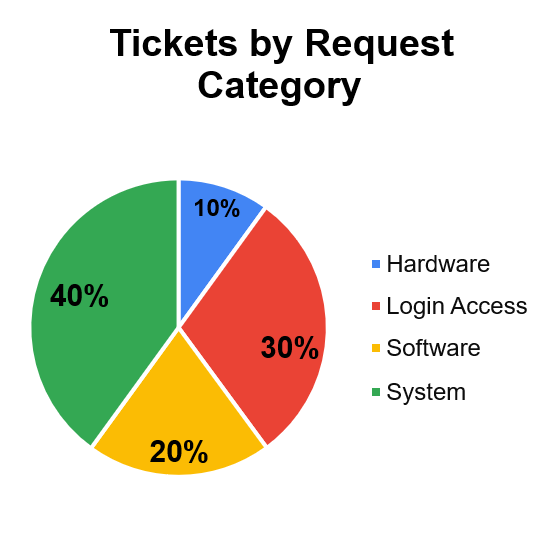 Tickets by Request
Category
10%
40%
30%
20%
Hardware
Login Access
Software
System